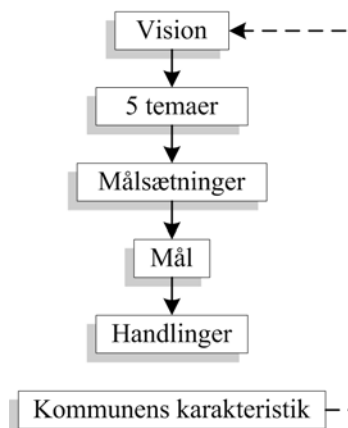 Vision
5 temaer
Målsætninger
Mål
Handlinger
Kommunens karakteristik